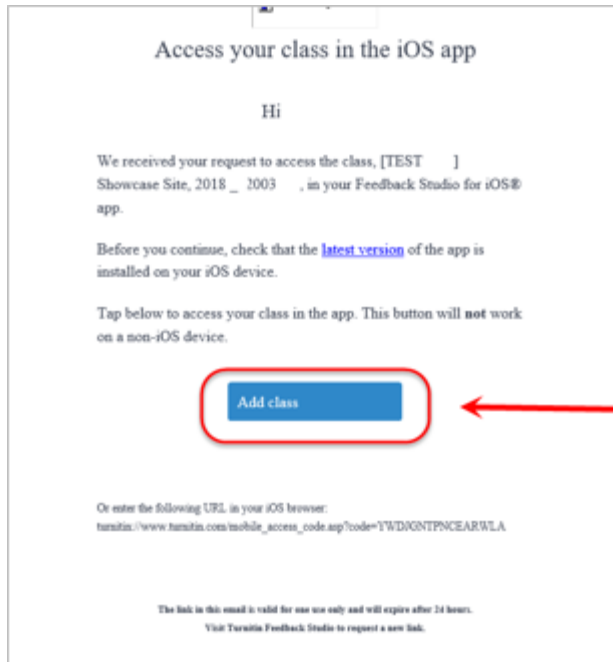 Access your class in the iOS app
Hi
We received your request to access the class, [TEST ]
Showcase Site, 2018 _ 2003 , in your Feedback Studio for iOS®
app.
Before you continue, check that the latest version of the app is
installed on your iOS device.
Tap below to access your class in the app. This button will not work
on a non-iOS device.
Add class
Or enter the following URL in your iOS browser:
turnitin://www.turnitin.com/mobile_access_code.asp?code=YWDJGNTPNCEARWLA
The link in this email is valid for one use only and will expire after 24 hours.
Visit Turnitin Feedback Studio to request a new link.